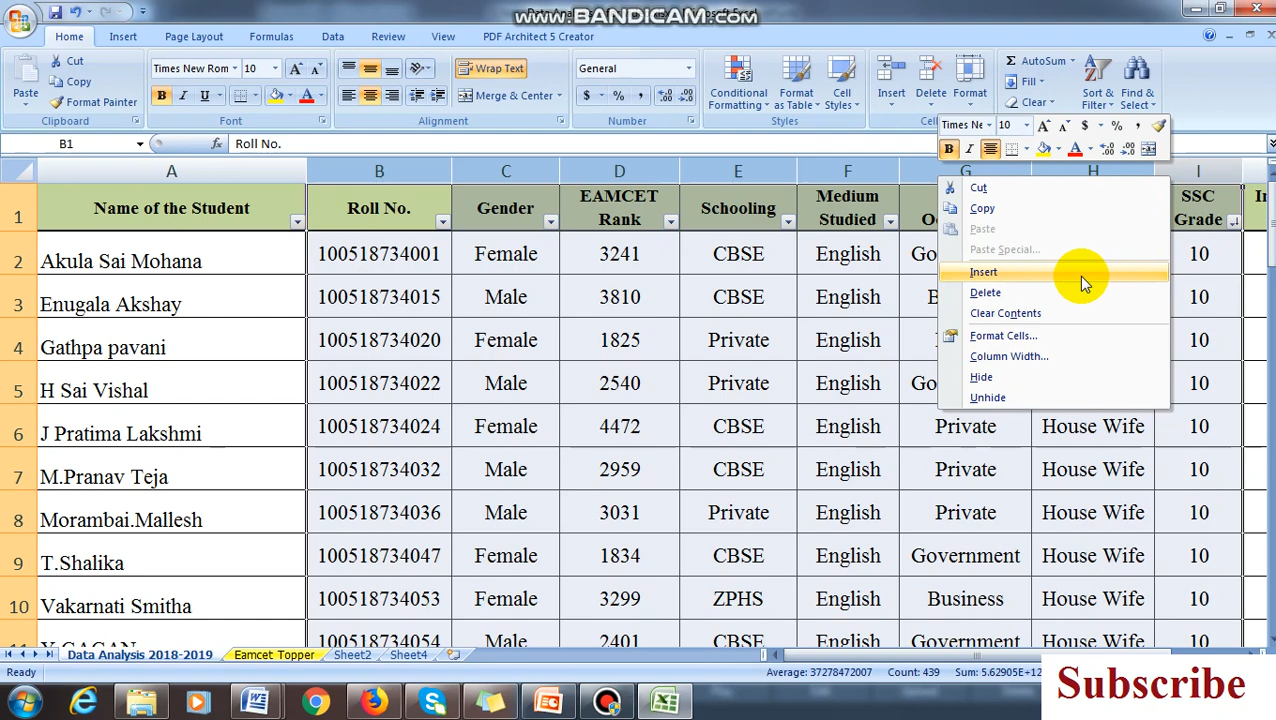 Data Analysis
www.BANDICAM.com
Microsoft Excel
Home Insert Page Layout Formulas Data Review View PDF Architect 5 Creator
Paste
Cut
Copy
Format Painter
Clipboard
Times New Rom 10
B I U
Font
Wrap Text
Merge & Center
Alignment
General
$ % ,
Number
Conditional Formatting
Format as Table
Cell Styles
Styles
Insert
Delete
Format
AutoSum
Fill
Clear
Sort & Filter
Find & Select
B1
fx
Roll No.
Times Ne 10 A A $ % ,
B I A
A B C D E F G H I
1 Name of the Student Roll No. Gender EAMCET Rank Schooling Medium Studied SSC Grade
2 Akula Sai Mohana 100518734001 Female 3241 CBSE English 10
3 Enugala Akshay 100518734015 Male 3810 CBSE English 10
4 Gathpa pavani 100518734020 Female 1825 Private English 10
5 H Sai Vishal 100518734022 Male 2540 Private English 10
6 J Pratima Lakshmi 100518734024 Female 4472 CBSE English Private House Wife 10
7 M.Pranav Teja 100518734032 Male 2959 CBSE English Private House Wife 10
8 Morambai.Mallesh 100518734036 Male 3031 Private English Private House Wife 10
9 T.Shalika 100518734047 Female 1834 CBSE English Government House Wife 10
10 Vakarnati Smitha 100518734053 Female 3299 ZPHS English Business House Wife 10
11 100518734054 Male 2401 CBSE English Government House Wife 10
Cut
Copy
Paste
Paste Special...
Insert
Delete
Clear Contents
Format Cells...
Column Width...
Hide
Unhide
Data Analysis 2018-2019 Eamcet Topper Sheet2 Sheet4
Ready
Average: 37278472007 Count: 439 Sum: 5.62905E+12
Subscribe